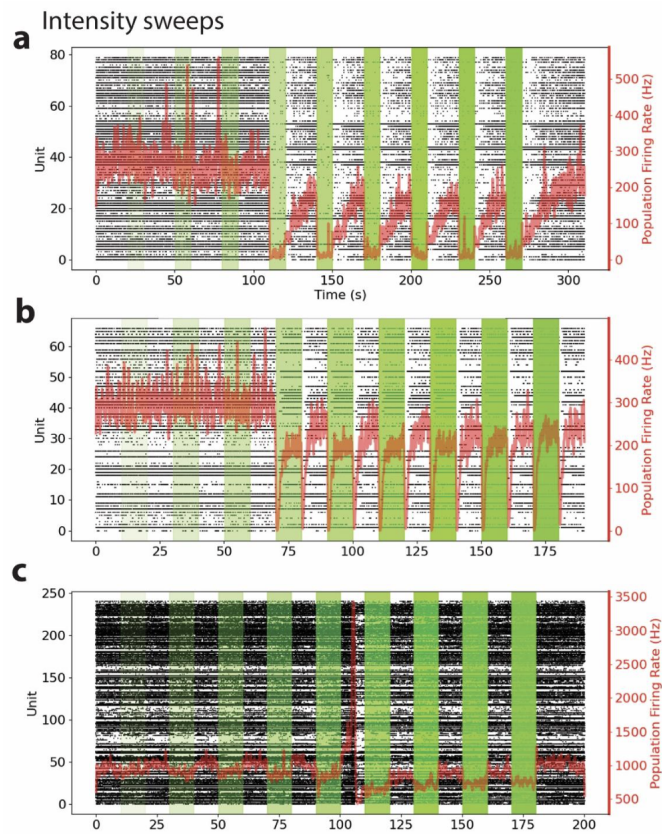 Intensity sweeps
a
80
60
40
20
0
Unit
500
400
300
200
100
0
Population Firing Rate (Hz)
0 50 100 150 200 250 300
Time (s)
b
60
50
40
30
20
10
0
Unit
400
300
200
100
0
Population Firing Rate (Hz)
0 25 50 75 100 125 150 175
c
250
200
150
100
50
0
Unit
3500
3000
2500
2000
1500
1000
500
Population Firing Rate (Hz)
0 25 50 75 100 125 150 175 200